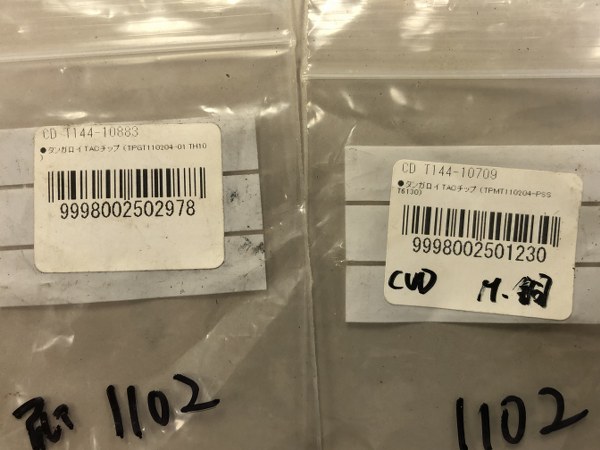 CD T144-10883
●タンガロイTACチップ（TPGT110204-01 TH10
）
9998002502978
1102
CD T144-10709
●タンガロイTACチップ（TPMT110204-PSS
T6130）
9998002501230
CVD M.鋼
1102